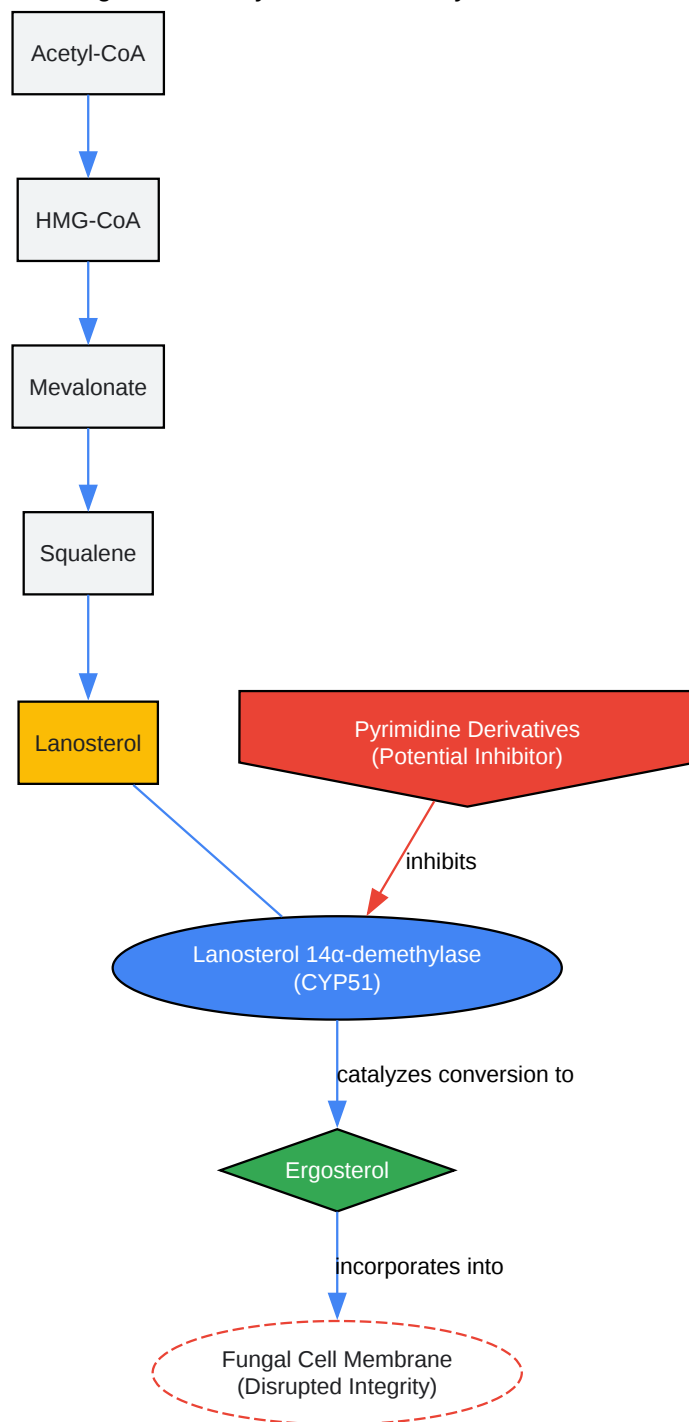 Acetyl-CoA
HMG-CoA
Mevalonate
Squalene
Lanosterol
Pyrimidine Derivatives
(Potential Inhibitor)
inhibits
Lanosterol 14α-demethylase
(CYP51)
catalyzes conversion to
Ergosterol
incorporates into
Fungal Cell Membrane
(Disrupted Integrity)